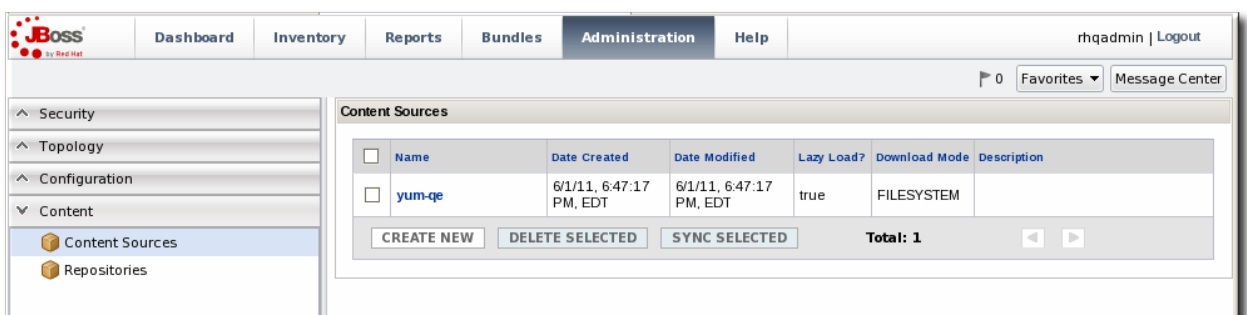 JBoss
by Red Hat
Dashboard Inventory Reports Bundles Administration Help
rhqadmin | Logout
0 Favorites Message Center
Security
Topology
Configuration
Content
Content Sources
Repositories
Content Sources
Name Date Created Date Modified Lazy Load? Download Mode Description
yum-qe 6/1/11, 6:47:17 PM, EDT 6/1/11, 6:47:17 PM, EDT true FILESYSTEM
CREATE NEW DELETE SELECTED SYNC SELECTED Total: 1